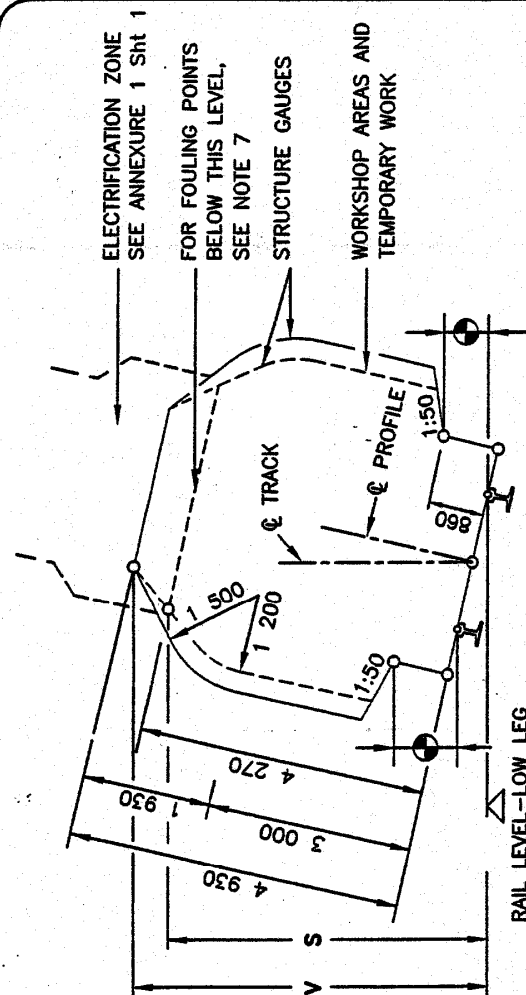 ELECTRIFICATION ZONE
SEE ANNEXURE 1 Sht 1
FOR FOULING POINTS
BELOW THIS LEVEL,
SEE NOTE 7
STRUCTURE GAUGES
WORKSHOP AREAS AND
TEMPORARY WORK
℄ TRACK
℄ PROFILE
1 500
1 200
1:50
1:50
860
4 270
1 930
3 000
4 930
S
V
RAIL LEVEL-LOW LEG